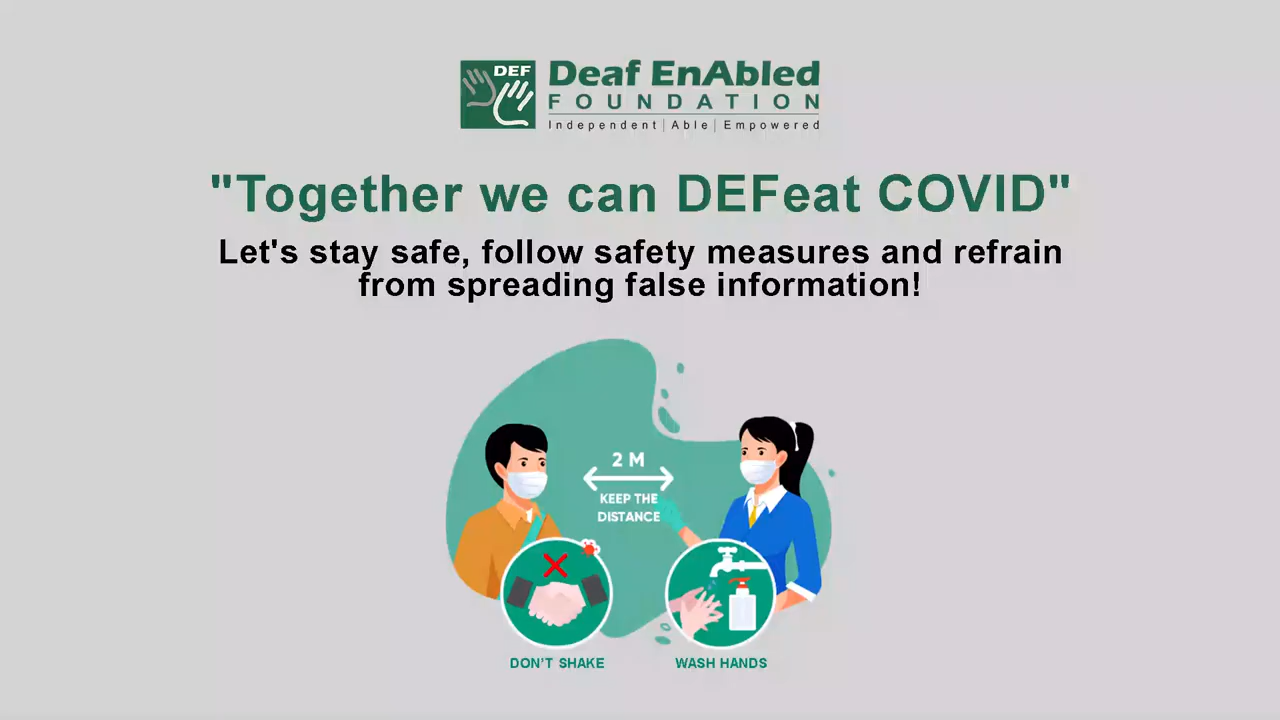 DEF
Deaf EnAbled
FOUNDATION
Independent | Able | Empowered
"Together we can DEFeat COVID"
Let's stay safe, follow safety measures and refrain
from spreading false information!
2 M
KEEP THE
DISTANCE
DON'T SHAKE
WASH HANDS